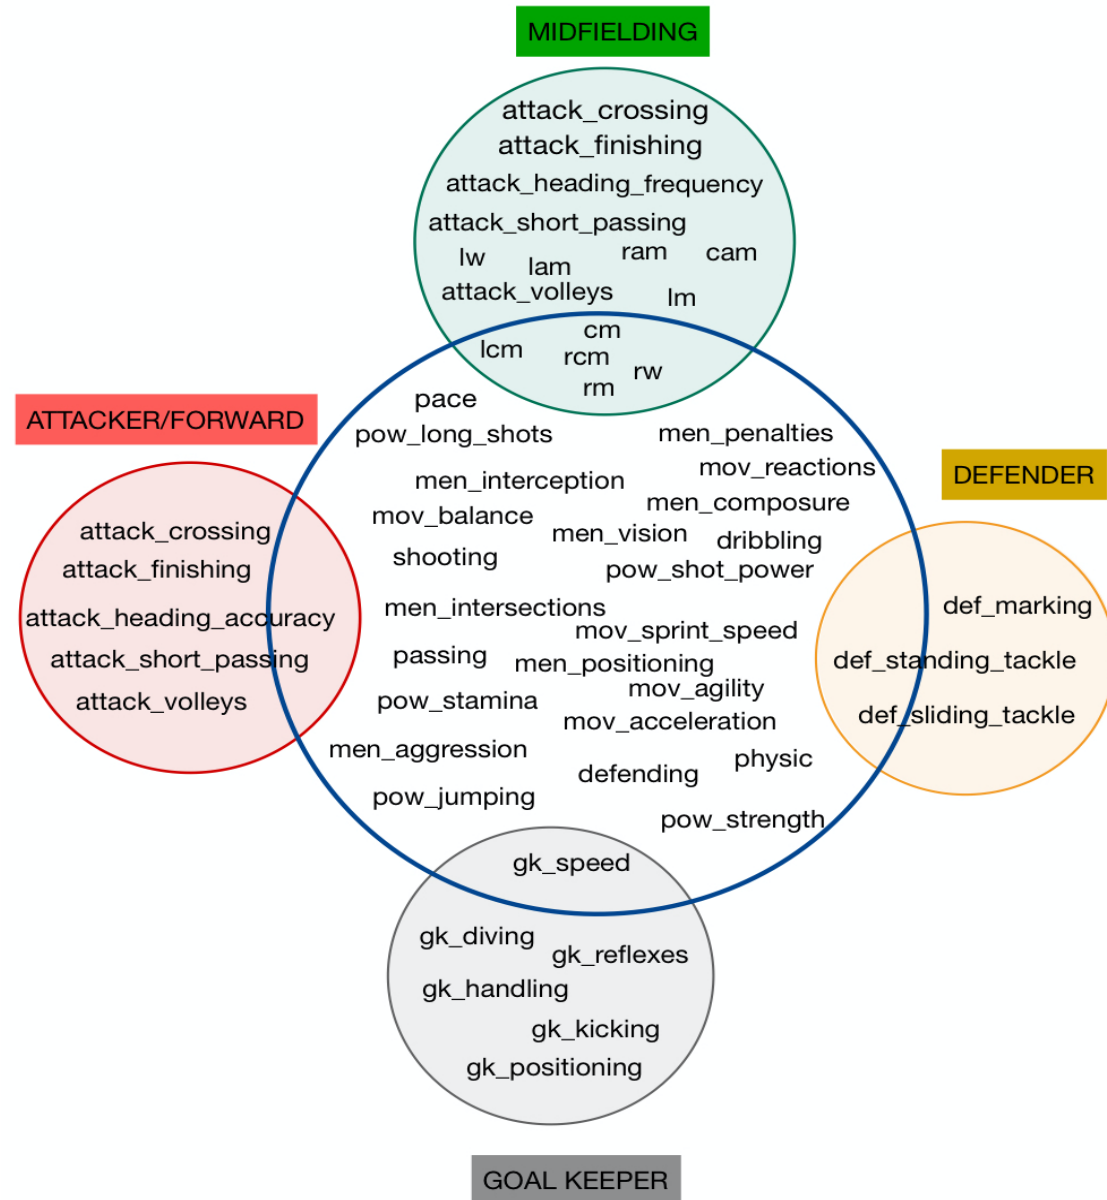 MIDFIELDING
attack_crossing
attack_finishing
attack_heading_frequency
attack_short_passing
lw
lam
ram
cam
attack_volleys
lm
cm
lcm
rcm
rw
rm
ATTACKER/FORWARD
attack_crossing
attack_finishing
attack_heading_accuracy
attack_short_passing
attack_volleys
pace
pow_long_shots
men_interception
mov_balance
shooting
men_intersections
passing
pow_stamina
men_aggression
pow_jumping
men_penalties
mov_reactions
men_composure
men_vision
dribbling
pow_shot_power
mov_sprint_speed
men_positioning
mov_agility
mov_acceleration
physic
defending
pow_strength
DEFENDER
def_marking
def_standing_tackle
def_sliding_tackle
gk_speed
gk_diving
gk_reflexes
gk_handling
gk_kicking
gk_positioning
GOAL KEEPER